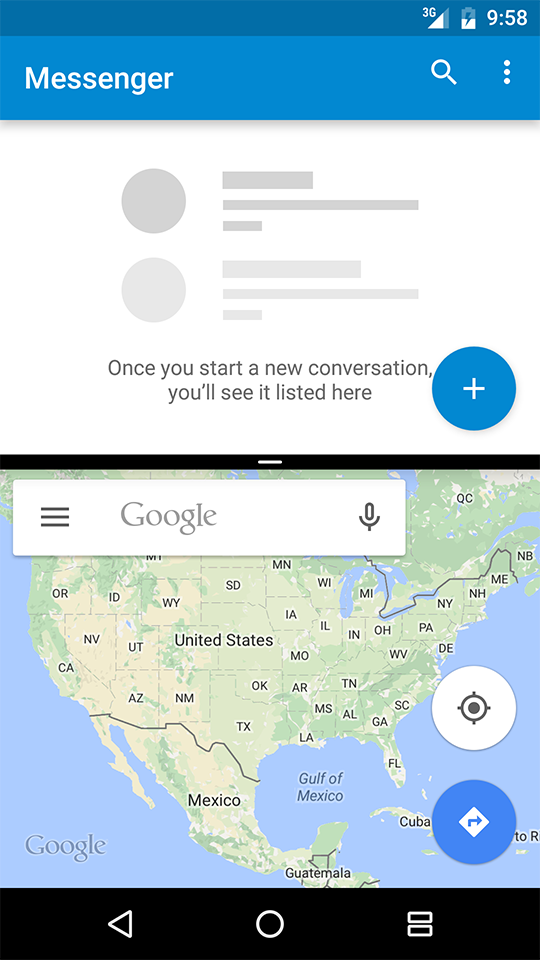 3G 9:58
Messenger
Once you start a new conversation,
you'll see it listed here
Google
QC
NB
MT
MN
ME
OR
ID
SD
WI
MI
NH
WY
NY
IA
NV
UT
IL
IN
OH
PA
United States
MO
WV
DE
CA
OK
AR
TN
AZ
NM
MS
AL
SC
GA
TX
LA
FL
Gulf of
Mexico
Mexico
Cuba
to R
Google
Guatemala